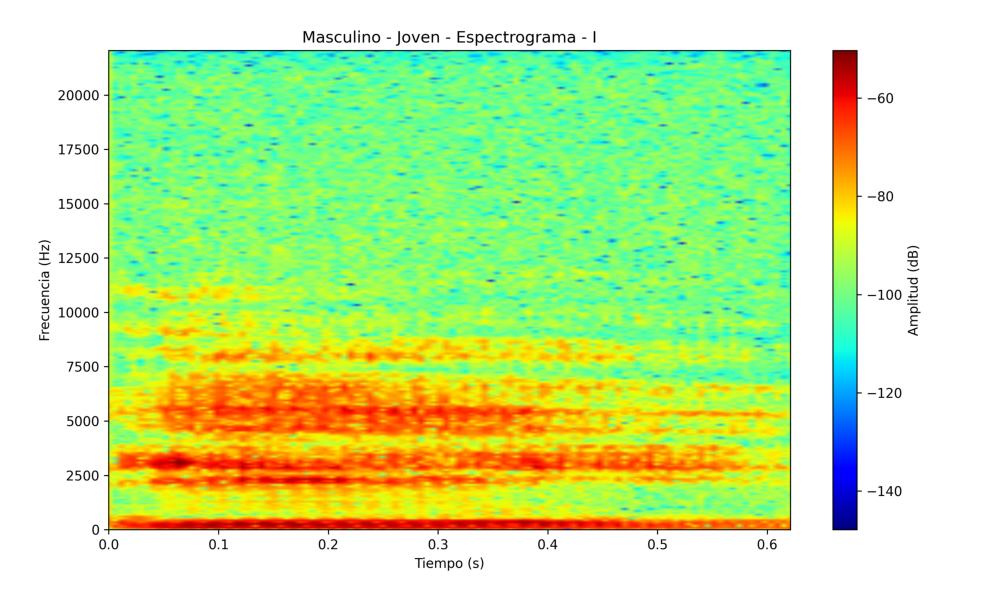 Masculino - Joven - Espectrograma - I
Frecuencia (Hz)
20000
17500
15000
12500
10000
7500
5000
2500
0
0.0 0.1 0.2 0.3 0.4 0.5 0.6
Tiempo (s)
−60
−80
−100
−120
−140
Amplitud (dB)